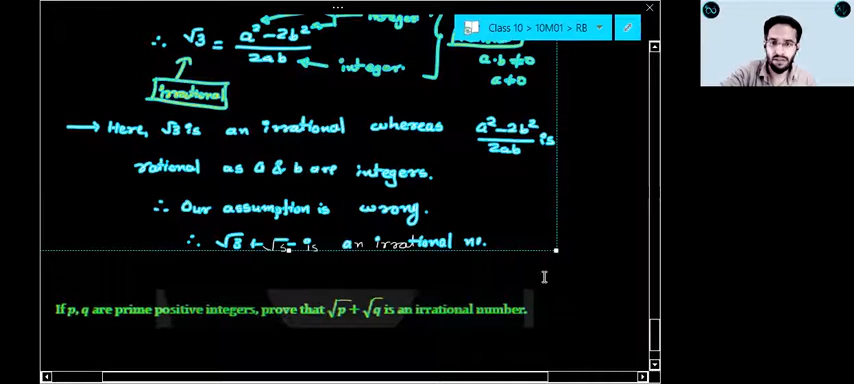 integer
Class 10 > 10M01 > RB
∴ √3 = a² - 2b² / 2ab
a·b ≠ 0
integer.
a ≠ 0
irrational
→ Here, √3 is an irrational whereas a² - 2b² / 2ab is
rational as a & b are integers.
∴ Our assumption is wrong.
∴ √3 + √5 is an irrational no.
If p, q are prime positive integers, prove that √p + √q is an irrational number.